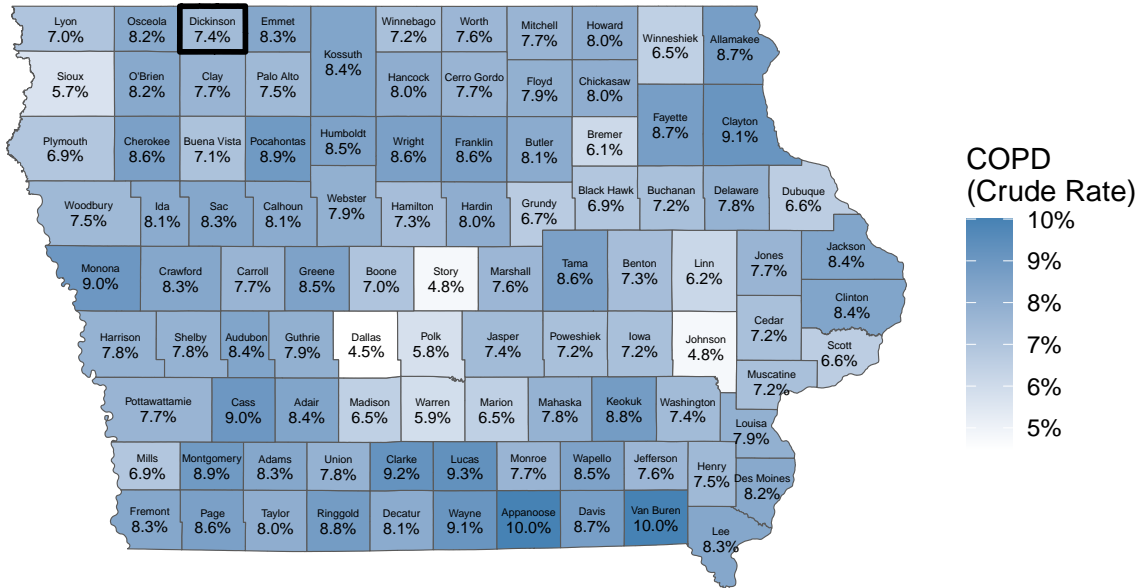 Lyon
7.0%
Osceola
8.2%
Dickinson
7.4%
Emmet
8.3%
Kossuth
8.4%
Winnebago
7.2%
Worth
7.6%
Mitchell
7.7%
Howard
8.0%
Winneshiek
6.5%
Allamakee
8.7%
Sioux
5.7%
O'Brien
8.2%
Clay
7.7%
Palo Alto
7.5%
Hancock
8.0%
Cerro Gordo
7.7%
Floyd
7.9%
Chickasaw
8.0%
Fayette
8.7%
Clayton
9.1%
Plymouth
6.9%
Cherokee
8.6%
Buena Vista
7.1%
Pocahontas
8.9%
Humboldt
8.5%
Wright
8.6%
Franklin
8.6%
Butler
8.1%
Bremer
6.1%
Woodbury
7.5%
Ida
8.1%
Sac
8.3%
Calhoun
8.1%
Webster
7.9%
Hamilton
7.3%
Hardin
8.0%
Grundy
6.7%
Black Hawk
6.9%
Buchanan
7.2%
Delaware
7.8%
Dubuque
6.6%
Monona
9.0%
Crawford
8.3%
Carroll
7.7%
Greene
8.5%
Boone
7.0%
Story
4.8%
Marshall
7.6%
Tama
8.6%
Benton
7.3%
Linn
6.2%
Jones
7.7%
Jackson
8.4%
Clinton
8.4%
Harrison
7.8%
Shelby
7.8%
Audubon
8.4%
Guthrie
7.9%
Dallas
4.5%
Polk
5.8%
Jasper
7.4%
Poweshiek
7.2%
Iowa
7.2%
Johnson
4.8%
Cedar
7.2%
Scott
6.6%
Muscatine
7.2%
Pottawattamie
7.7%
Cass
9.0%
Adair
8.4%
Madison
6.5%
Warren
5.9%
Marion
6.5%
Mahaska
7.8%
Keokuk
8.8%
Washington
7.4%
Louisa
7.9%
Mills
6.9%
Montgomery
8.9%
Adams
8.3%
Union
7.8%
Clarke
9.2%
Lucas
9.3%
Monroe
7.7%
Wapello
8.5%
Jefferson
7.6%
Henry
7.5%
Des Moines
8.2%
Fremont
8.3%
Page
8.6%
Taylor
8.0%
Ringgold
8.8%
Decatur
8.1%
Wayne
9.1%
Appanoose
10.0%
Davis
8.7%
Van Buren
10.0%
Lee
8.3%
COPD
(Crude Rate)
10%
9%
8%
7%
6%
5%